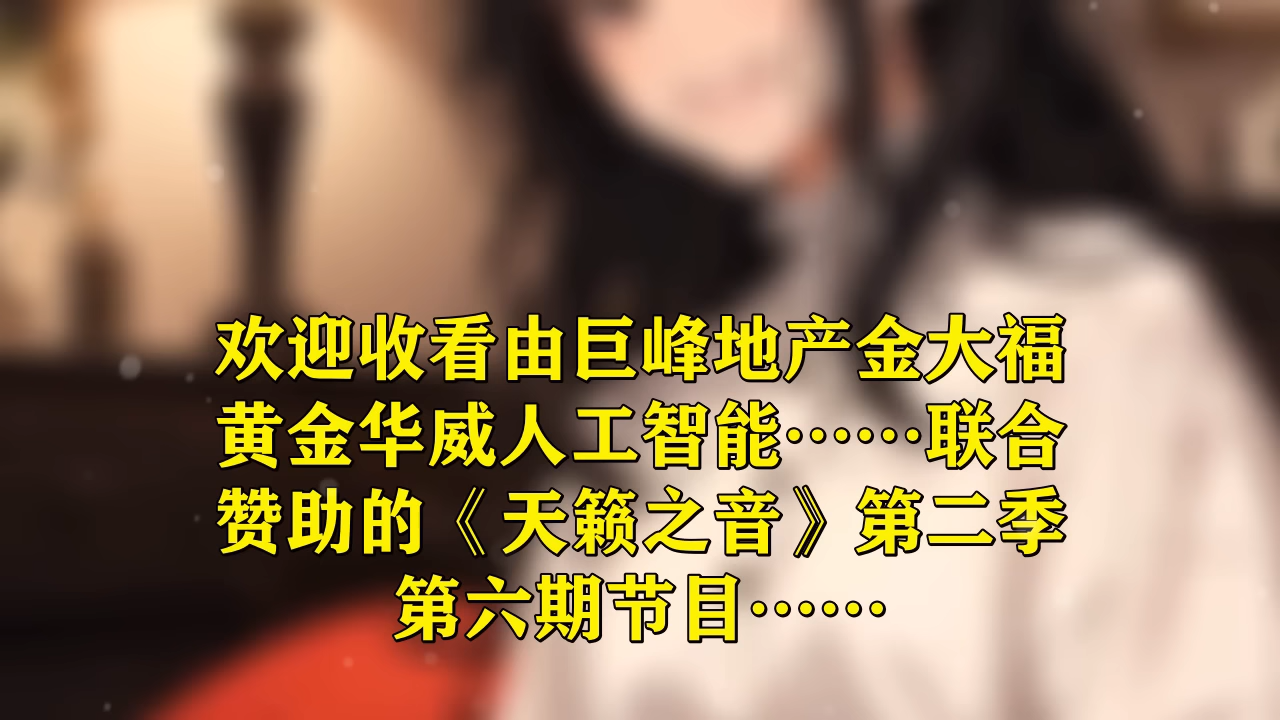 欢迎收看由巨峰地产金大福
黄金华威人工智能……联合
赞助的《天籁之音》第二季
第六期节目……